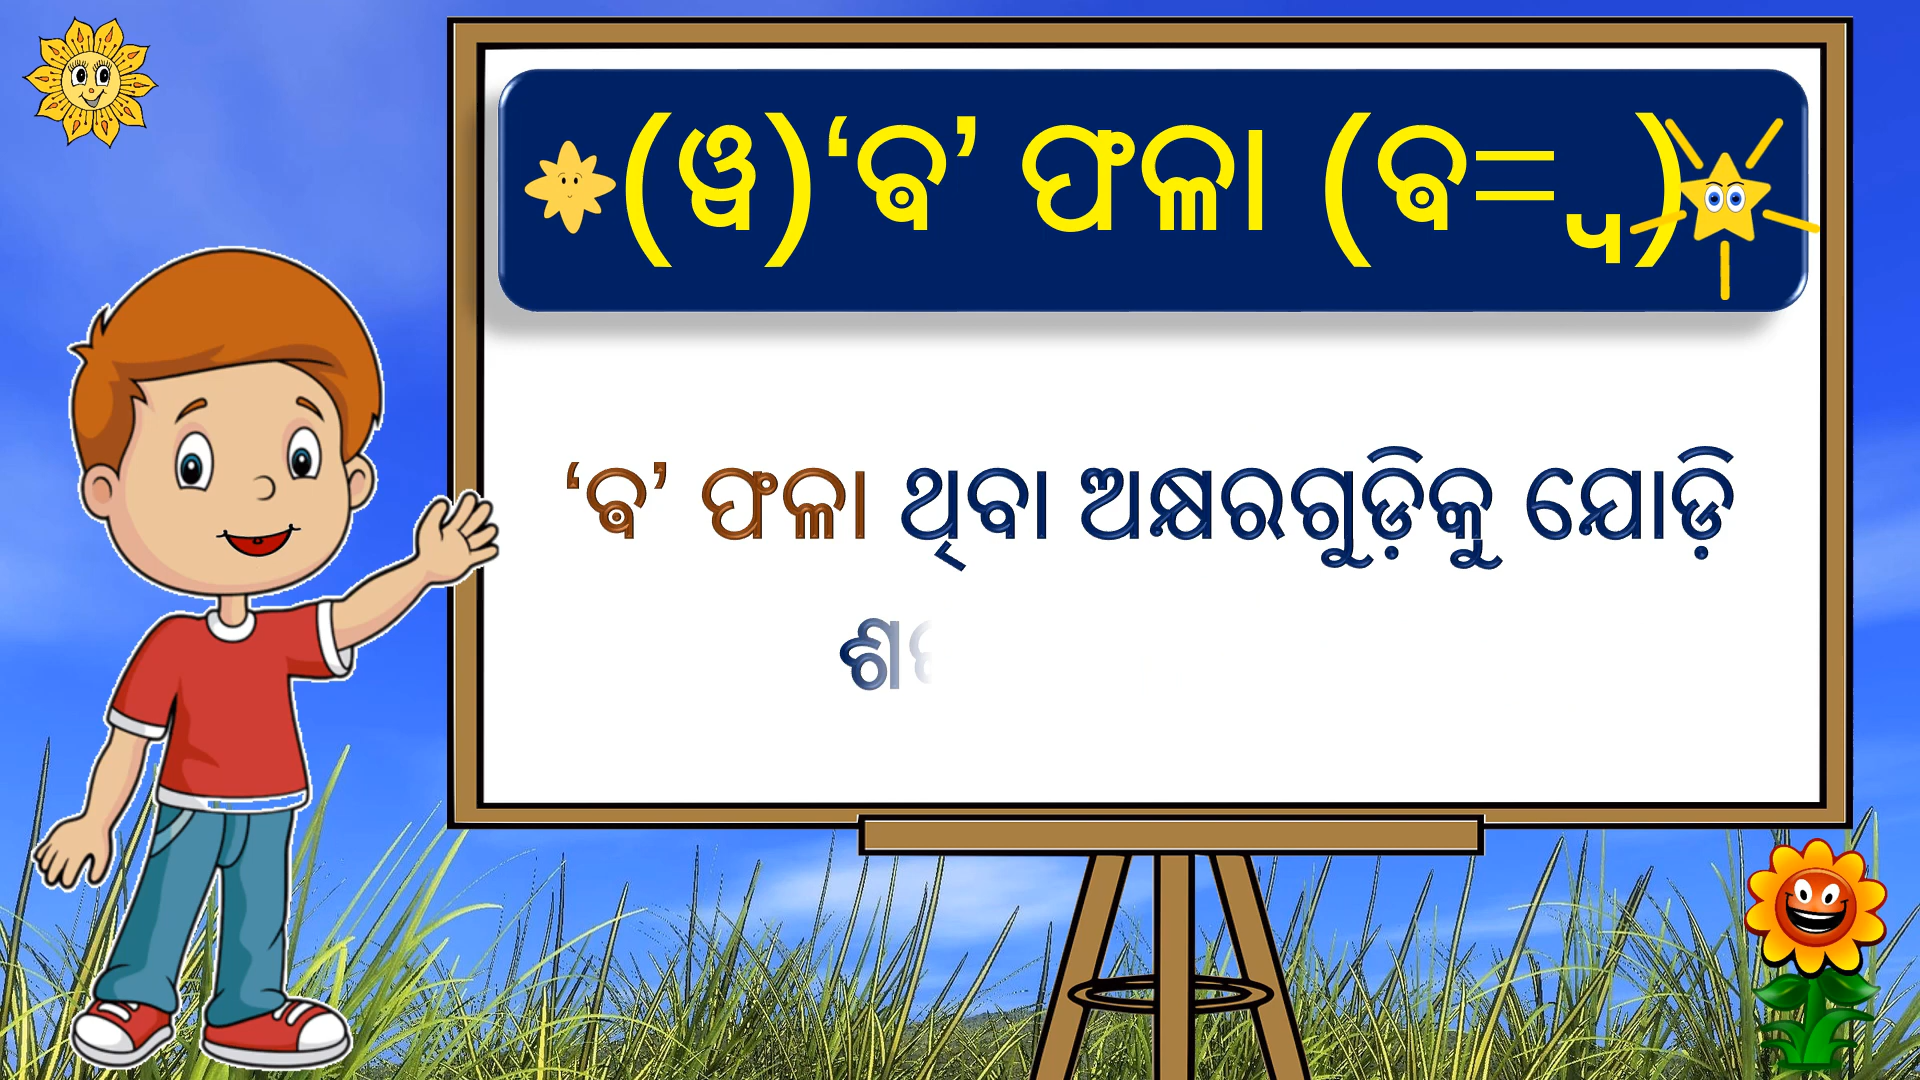 (ୱ)‘ଵ’ ଫଳା (ଵ=୍ୱ)
‘ଵ’ ଫଳା ଥିବା ଅକ୍ଷରଗୁଡ଼ିକୁ ଯୋଡ଼ି